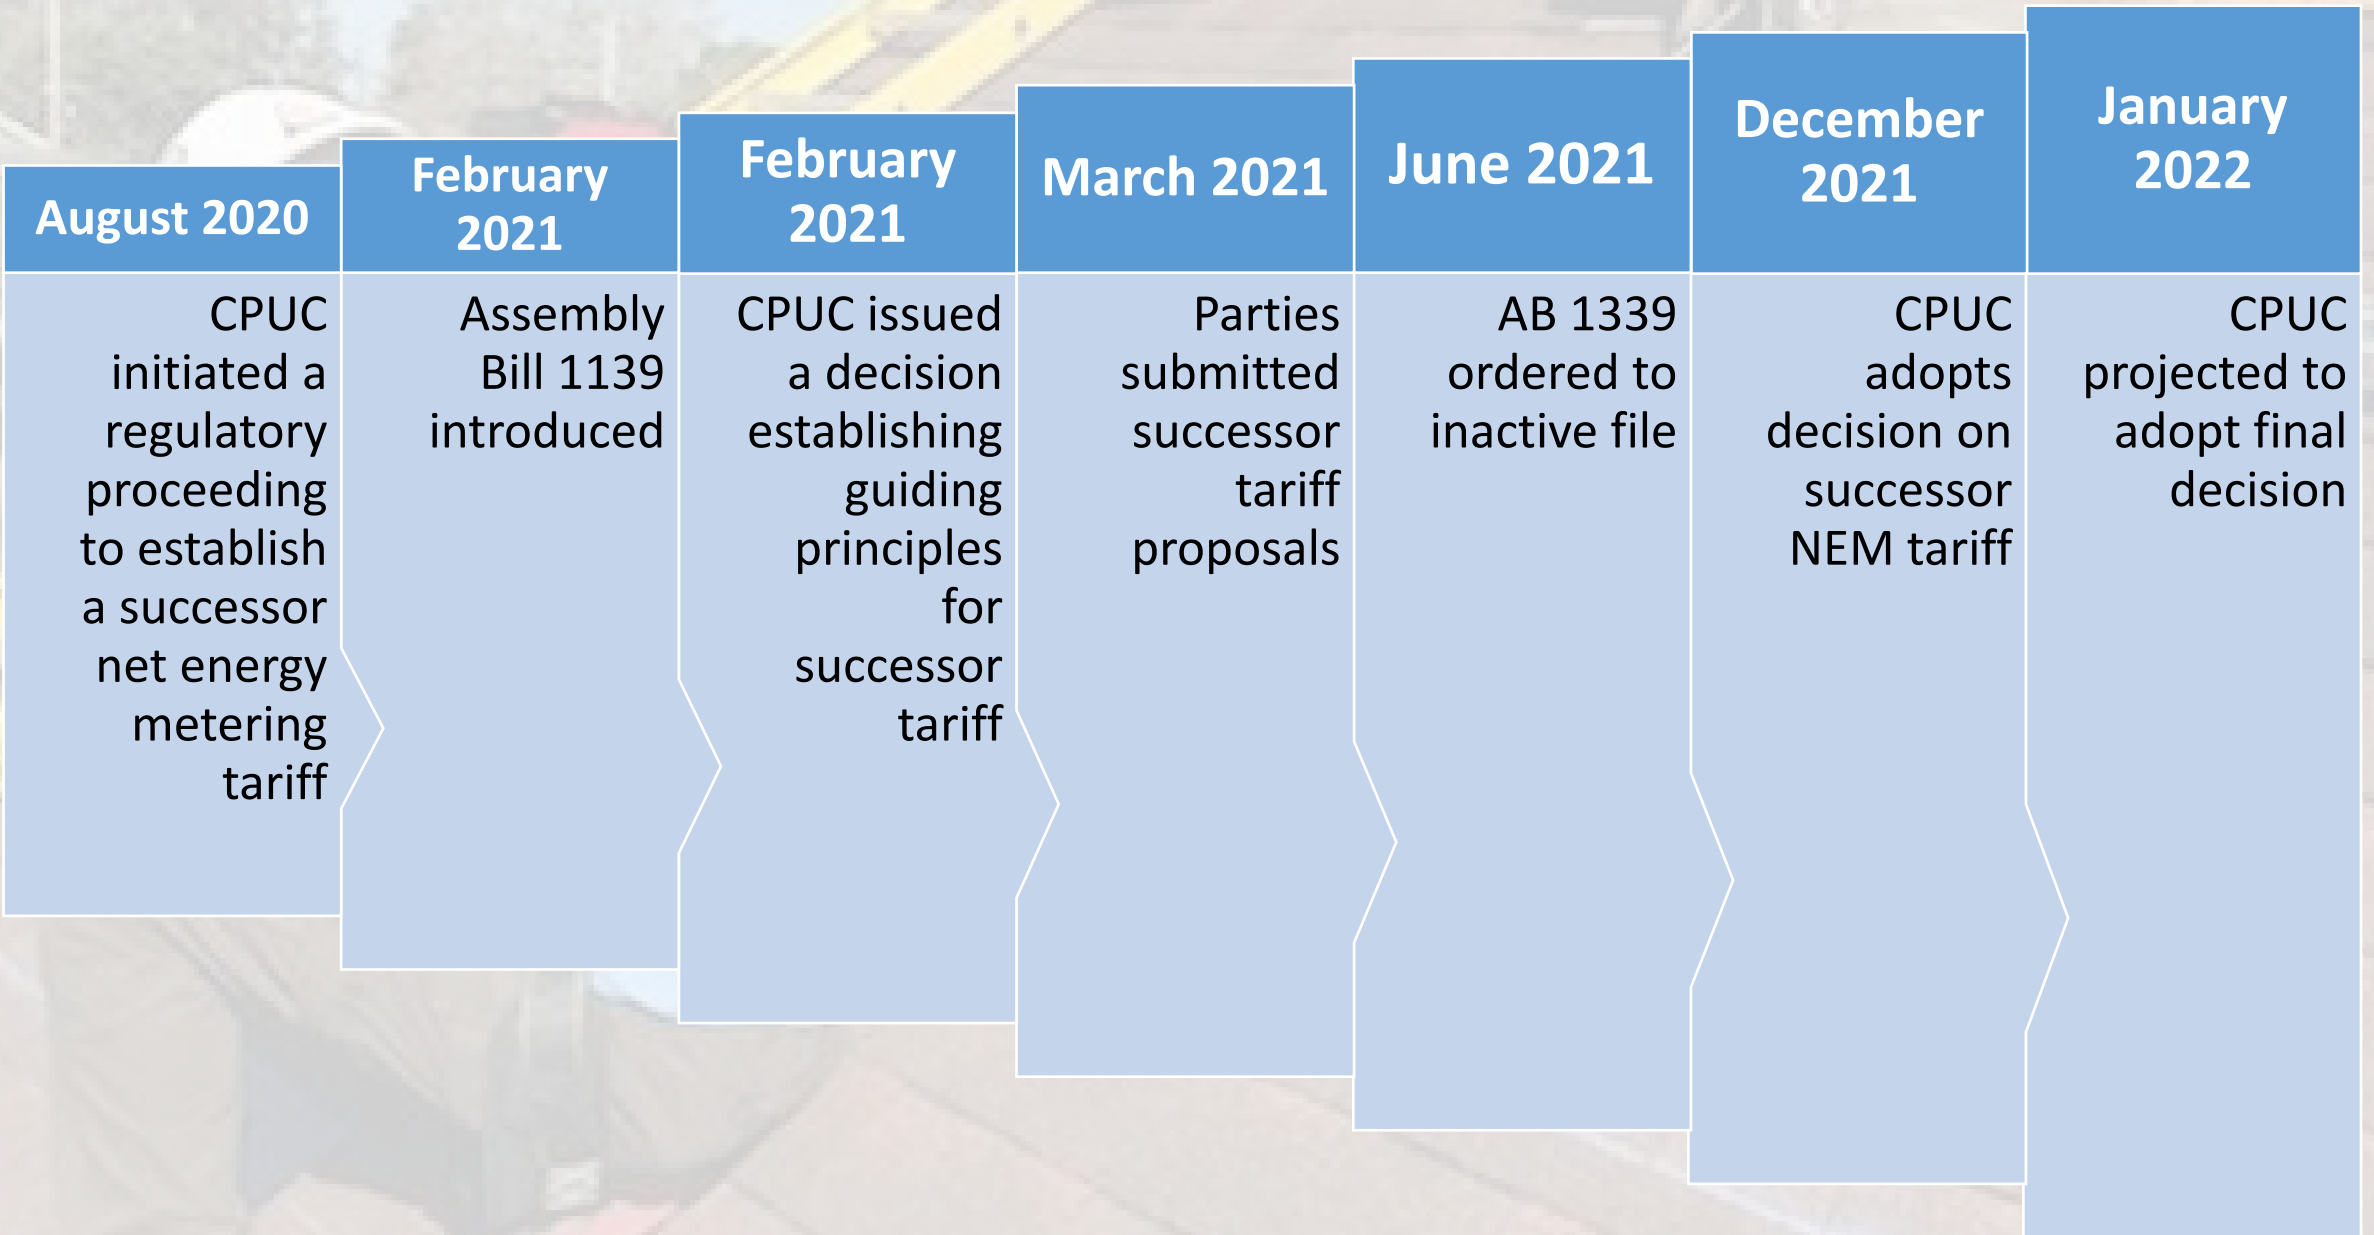 August 2020
CPUC
initiated a
regulatory
proceeding
to establish
a successor
net energy
metering
tariff
February
2021
Assembly
Bill 1139
introduced
February
2021
CPUC issued
a decision
establishing
guiding
principles
for
successor
tariff
March 2021
Parties
submitted
successor
tariff
proposals
June 2021
AB 1339
ordered to
inactive file
December
2021
CPUC
adopts
decision on
successor
NEM tariff
January
2022
CPUC
projected to
adopt final
decision